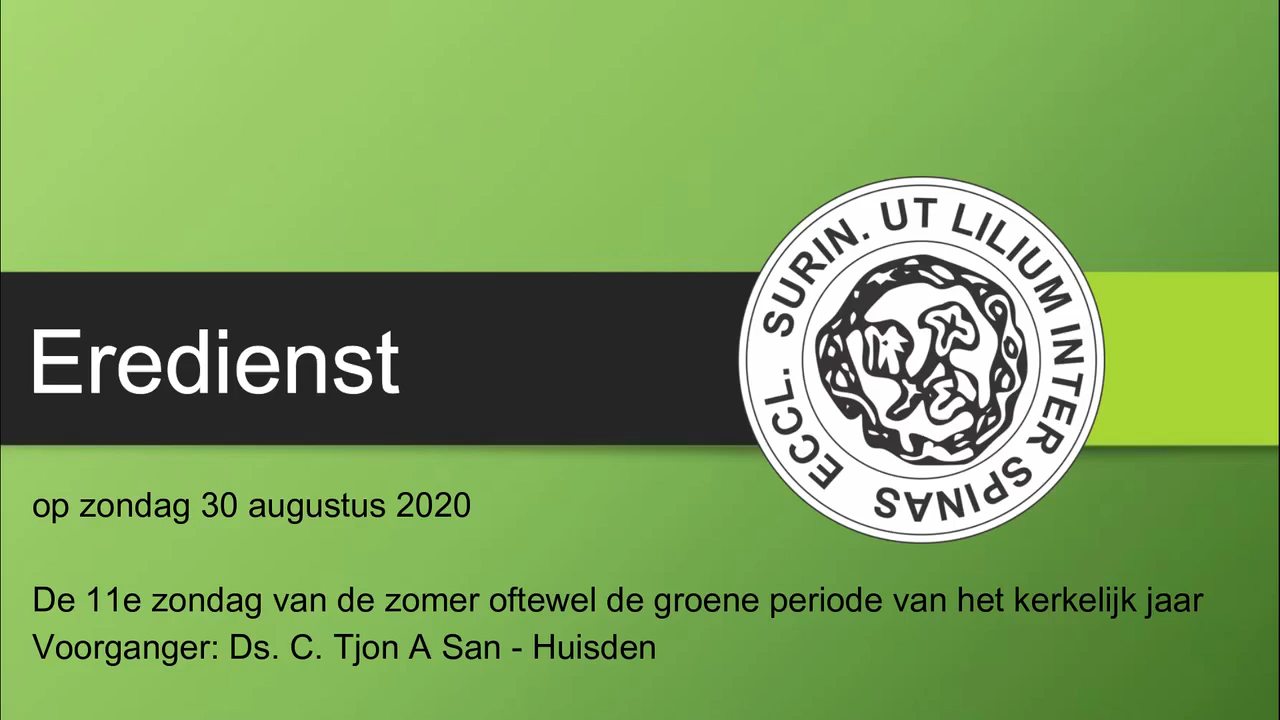 Eredienst
ECCL. SURIN. UT LILIUM INTER SPINAS
op zondag 30 augustus 2020
De 11e zondag van de zomer oftewel de groene periode van het kerkelijk jaar
Voorganger: Ds. C. Tjon A San - Huisden